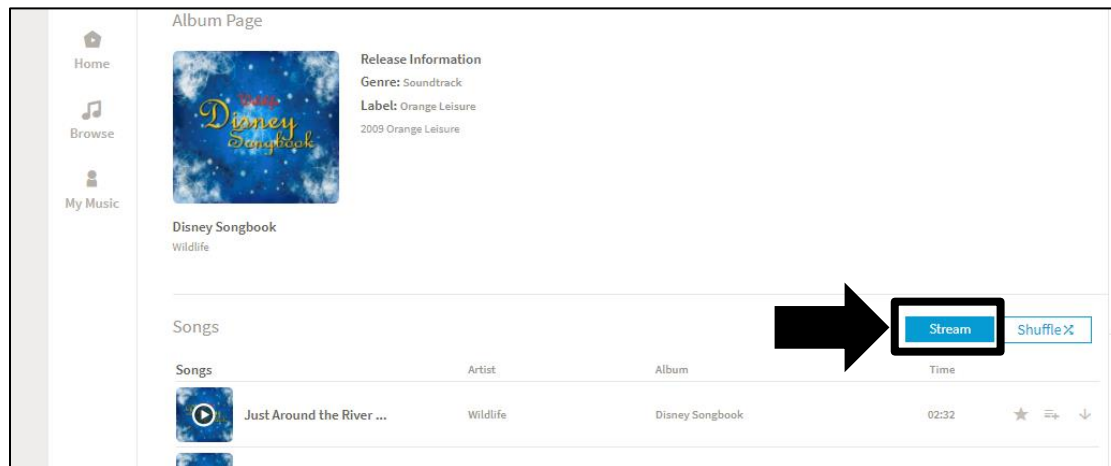 Album Page
Home
Browse
My Music
Disney
Songbook
Release Information
Genre: Soundtrack
Label: Orange Leisure
2009 Orange Leisure
Disney Songbook
Wildlife
Songs
Stream
Shuffle
Songs Artist Album Time
Just Around the River ... Wildlife Disney Songbook 02:32